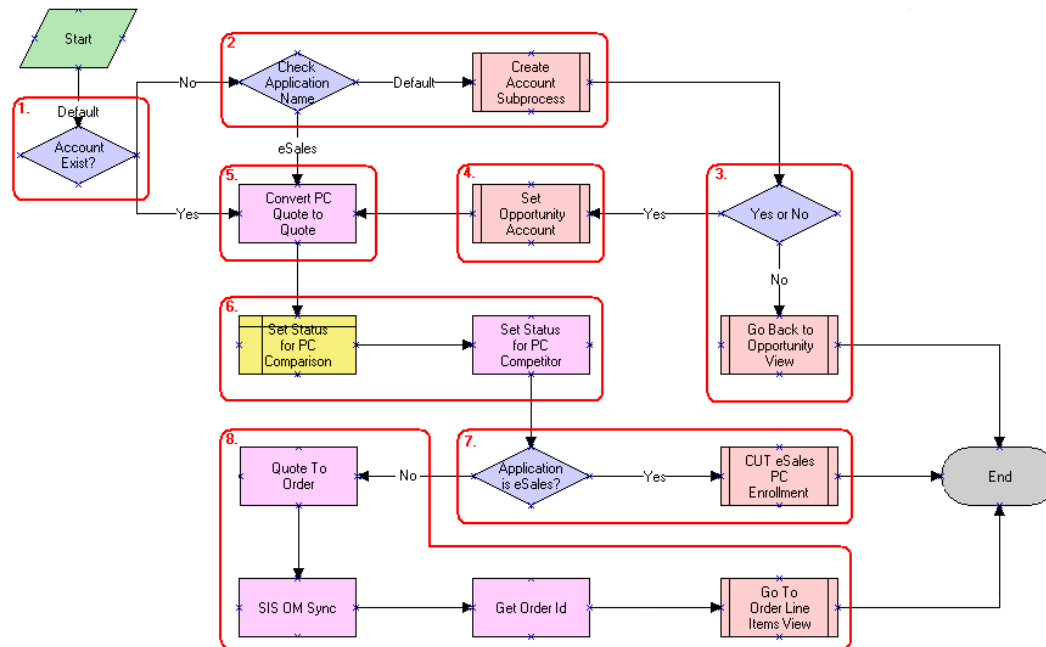 Start
Default
1.
Account
Exist?
No
Yes
2
Check
Application
Name
Default
Create
Account
Subprocess
eSales
5.
Convert PC
Quote to
Quote
4.
Set
Opportunity
Account
Yes
3.
Yes or No
No
Go Back to
Opportunity
View
6.
Set Status
for PC
Comparison
Set Status
for PC
Competitor
7.
Application
is eSales?
Yes
CUT eSales
PC
Enrollment
End
No
8.
Quote To
Order
SIS OM Sync
Get Order Id
Go To
Order Line
Items View